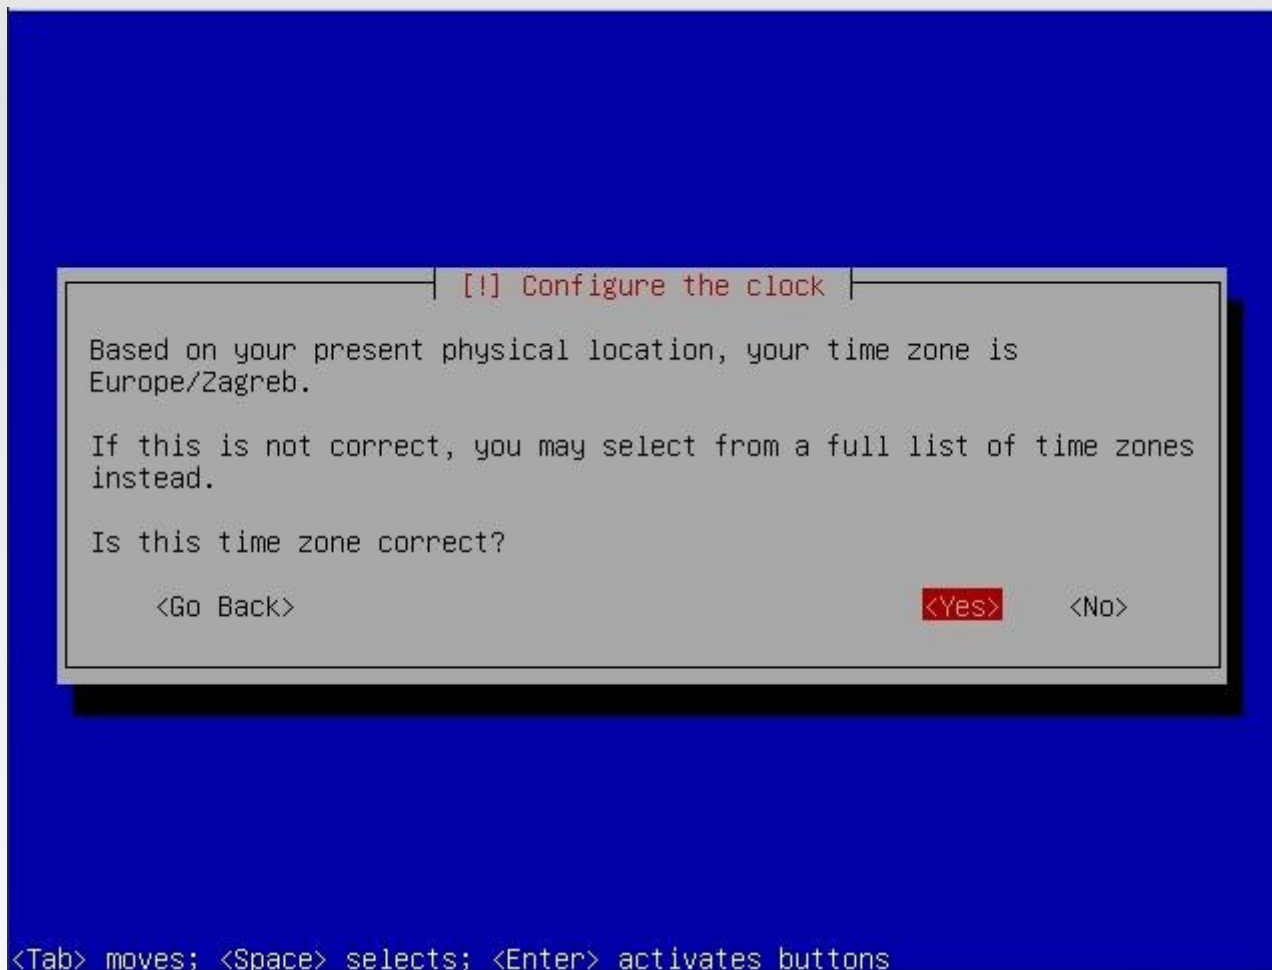 [!] Configure the clock
Based on your present physical location, your time zone is
Europe/Zagreb.
If this is not correct, you may select from a full list of time zones
instead.
Is this time zone correct?
<Go Back> <Yes> <No>
<Tab> moves; <Space> selects; <Enter> activates buttons